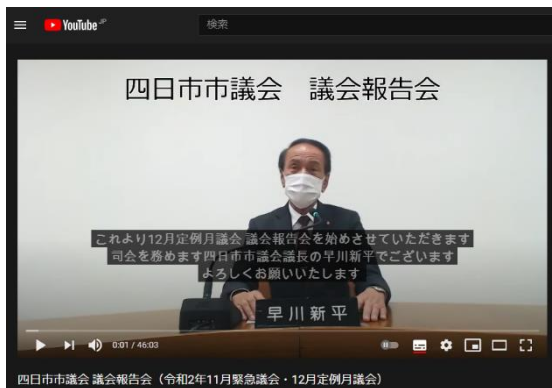 YouTube JP
検索
四日市市議会 議会報告会
これより12月定例月議会 議会報告会を始めさせていただきます
司会を務めます四日市市議会議長の早川新平でございます
よろしくお願いいたします
早川新平
0:01 / 46:03
四日市市議会 議会報告会（令和2年11月緊急議会・12月定例月議会）